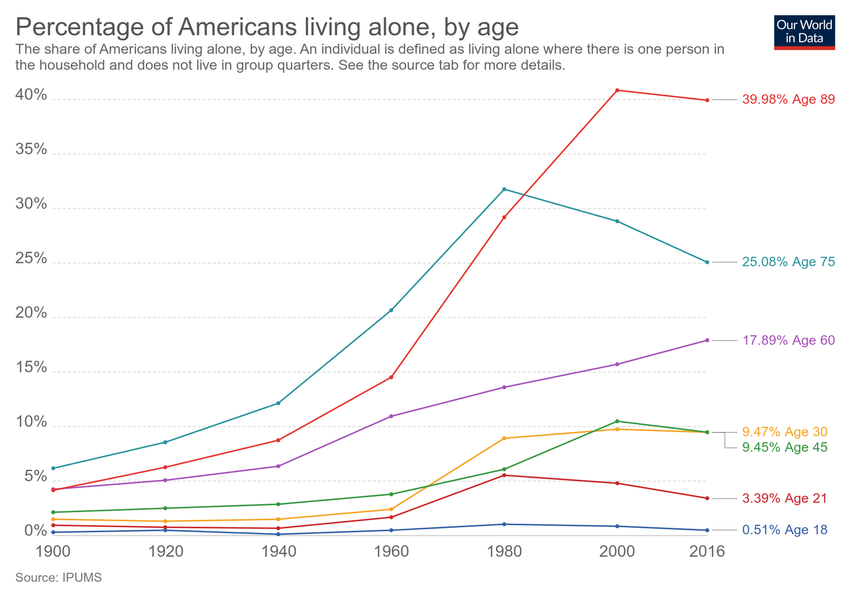 Percentage of Americans living alone, by age
Our World
in Data
The share of Americans living alone, by age. An individual is defined as living alone where there is one person in
the household and does not live in group quarters. See the source tab for more details.
40%
39.98% Age 89
35%
30%
25%
25.08% Age 75
20%
17.89% Age 60
15%
10%
9.47% Age 30
9.45% Age 45
5%
3.39% Age 21
0%
0.51% Age 18
1900 1920 1940 1960 1980 2000 2016
Source: IPUMS